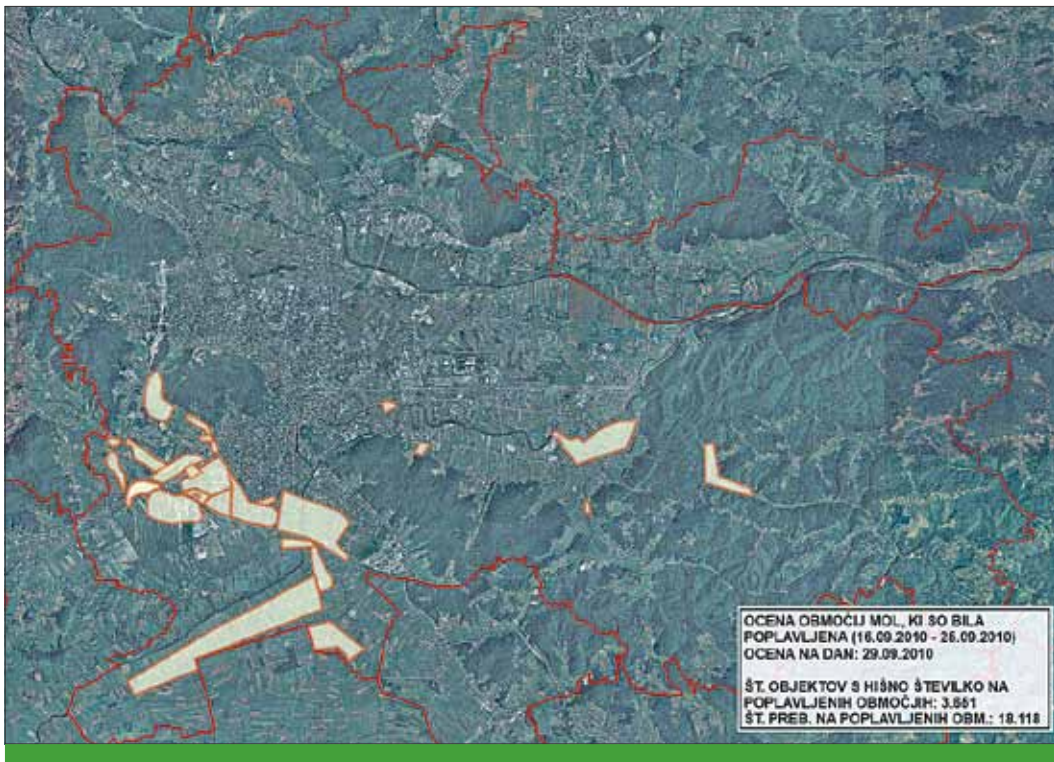 OCENA OBMOČIJ MOL, KI SO BILA
POPLAVLJENA (16.09.2010 - 26.09.2010)
OCENA NA DAN: 29.09.2010
ŠT. OBJEKTOV S HIŠNO ŠTEVILKO NA
POPLAVLJENIH OBMOČJIH: 3.551
ŠT. PREB. NA POPLAVLJENIH OBM.: 18.118